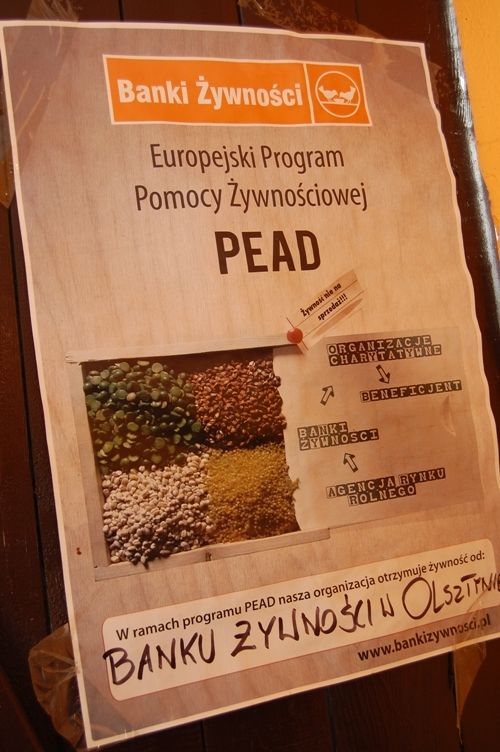 Banki Żywności
Europejski Program
Pomocy Żywnościowej
PEAD
Żywność nie na
sprzedaż!!!
ORGANIZACJE
CHARYTATYWNE
BENEFICJENT
BANKI
ŻYWNOŚCI
AGENCJA RYNKU
ROLNEGO
W ramach programu PEAD nasza organizacja otrzymuje żywność od:
BANKU ŻYWNOŚCI W OLSZTYNIE
www.bankizywnosci.pl